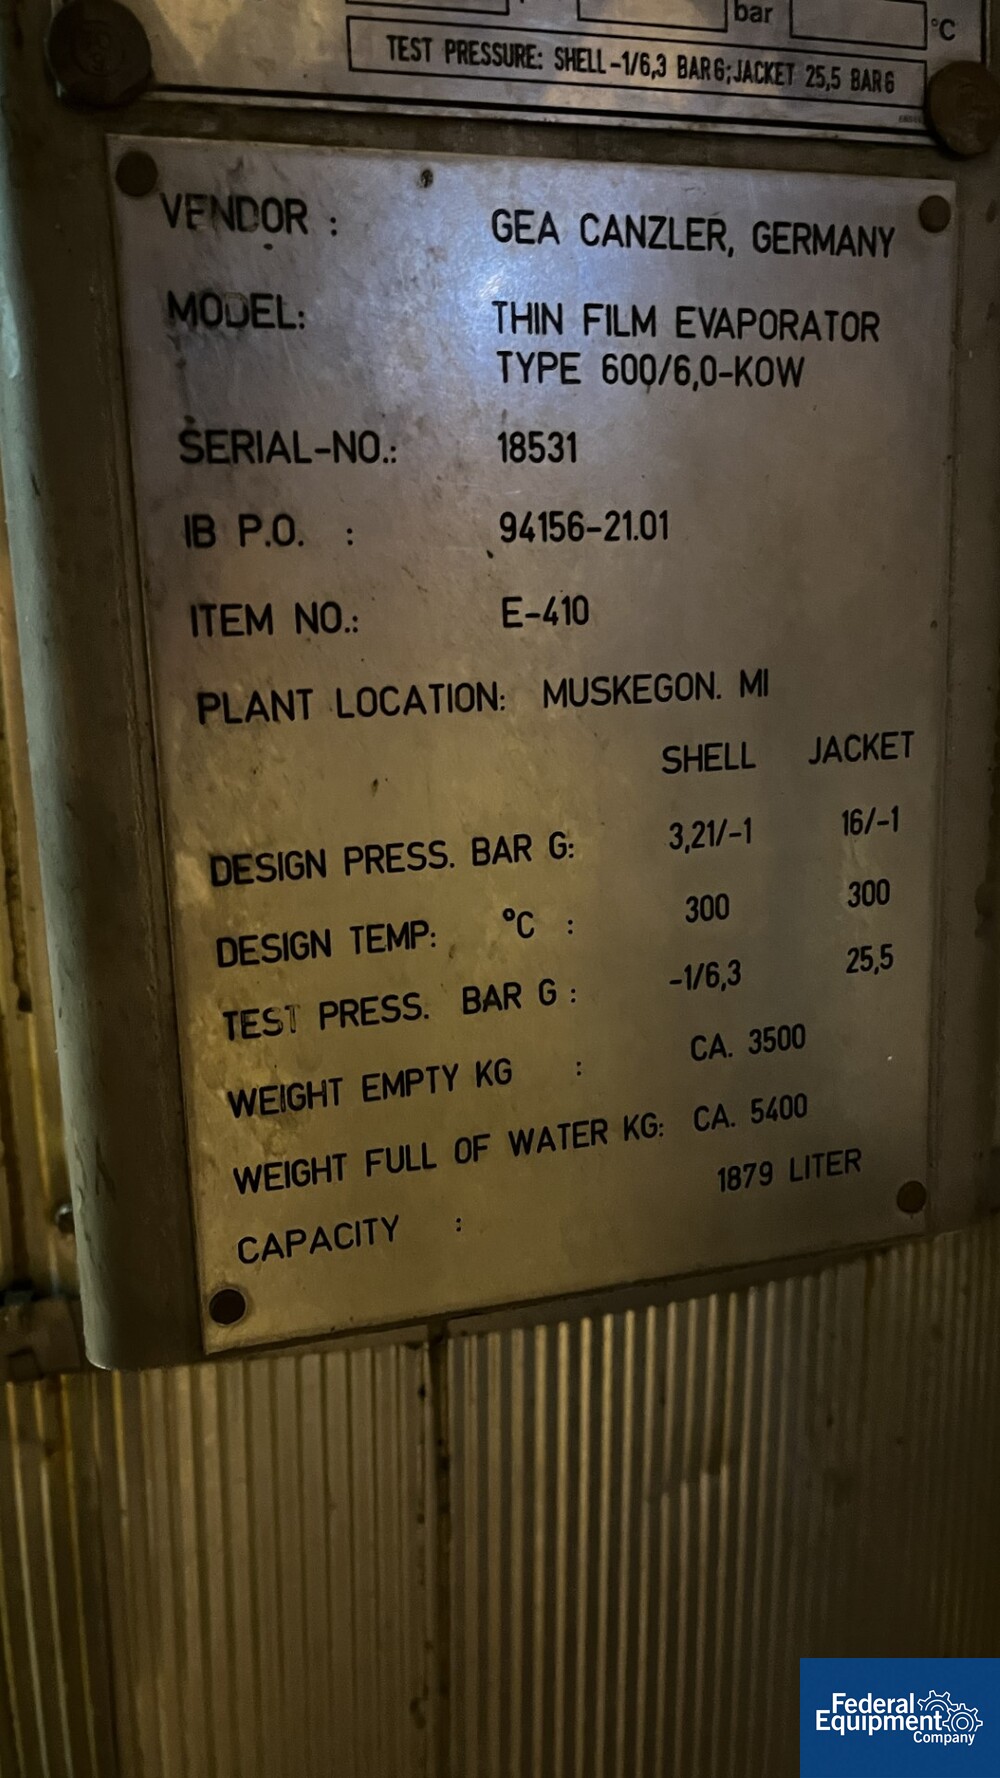 bar
°C
TEST PRESSURE: SHELL -1/6,3 BARG; JACKET 25,5 BARG
VENDOR : GEA CANZLER, GERMANY
MODEL: THIN FILM EVAPORATOR
TYPE 600/6,0-KOW
SERIAL-NO.: 18531
IB P.O. : 94156-21.01
ITEM NO.: E-410
PLANT LOCATION: MUSKEGON. MI
SHELL JACKET
DESIGN PRESS. BAR G: 3,21/-1 16/-1
DESIGN TEMP: °C : 300 300
TEST PRESS. BAR G : -1/6,3 25,5
WEIGHT EMPTY KG : CA. 3500
WEIGHT FULL OF WATER KG: CA. 5400
CAPACITY : 1879 LITER
Federal
Equipment
Company